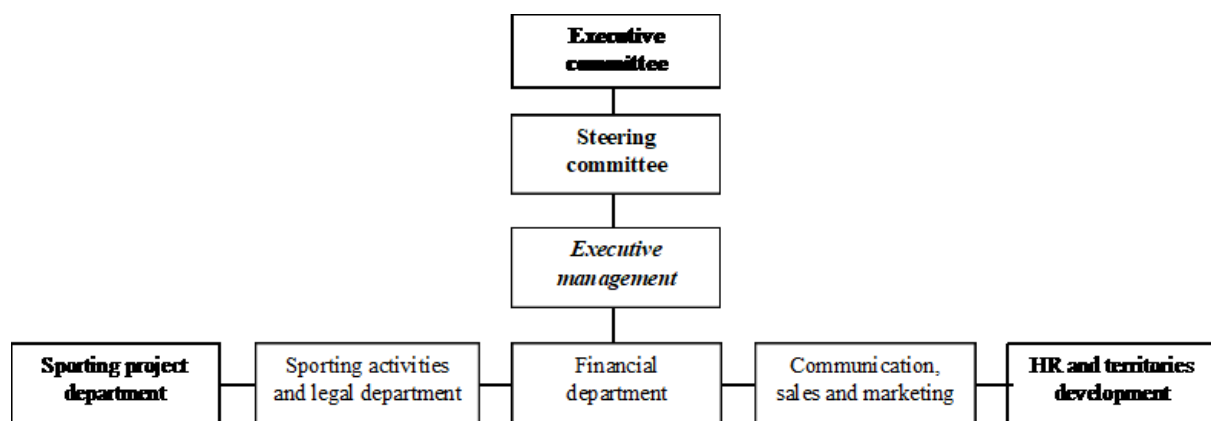 Executive
committee
Steering
committee
Executive
management
Sporting project
department
Sporting activities
and legal department
Financial
department
Communication,
sales and marketing
HR and territories
development